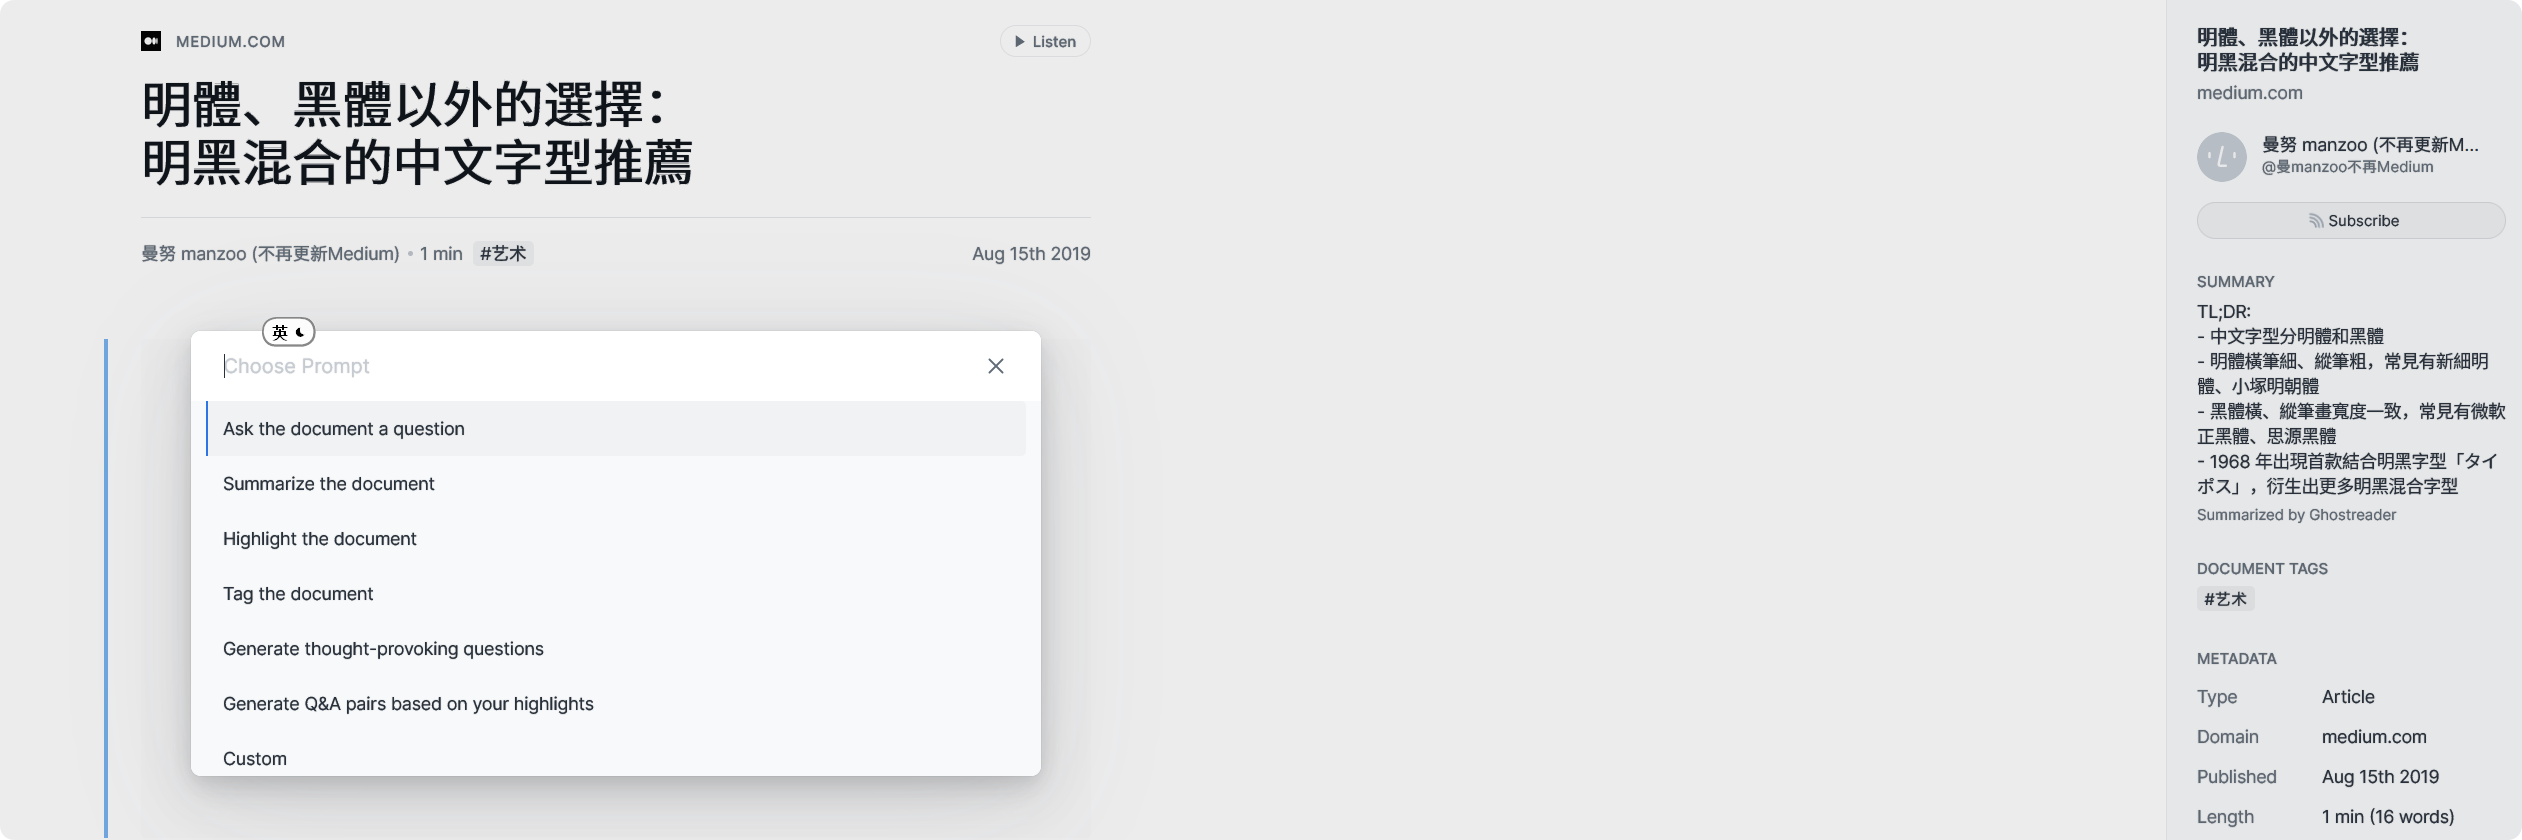 MEDIUM.COM
Listen
明體、黑體以外的選擇：
明黑混合的中文字型推薦
曼努 manzoo (不再更新Medium) • 1 min #艺术
Aug 15th 2019
英
Choose Prompt
Ask the document a question
Summarize the document
Highlight the document
Tag the document
Generate thought-provoking questions
Generate Q&A pairs based on your highlights
Custom
明體、黑體以外的選擇：
明黑混合的中文字型推薦
medium.com
曼努 manzoo (不再更新M...
@曼manzoo不再Medium
Subscribe
SUMMARY
TL;DR:
- 中文字型分明體和黑體
- 明體橫筆細、縱筆粗，常見有新細明
體、小塚明朝體
- 黑體橫、縱筆畫寬度一致，常見有微軟
正黑體、思源黑體
- 1968 年出現首款結合明黑字型「タイ
ポス」，衍生出更多明黑混合字型
Summarized by Ghostreader
DOCUMENT TAGS
#艺术
METADATA
Type Article
Domain medium.com
Published Aug 15th 2019
Length 1 min (16 words)